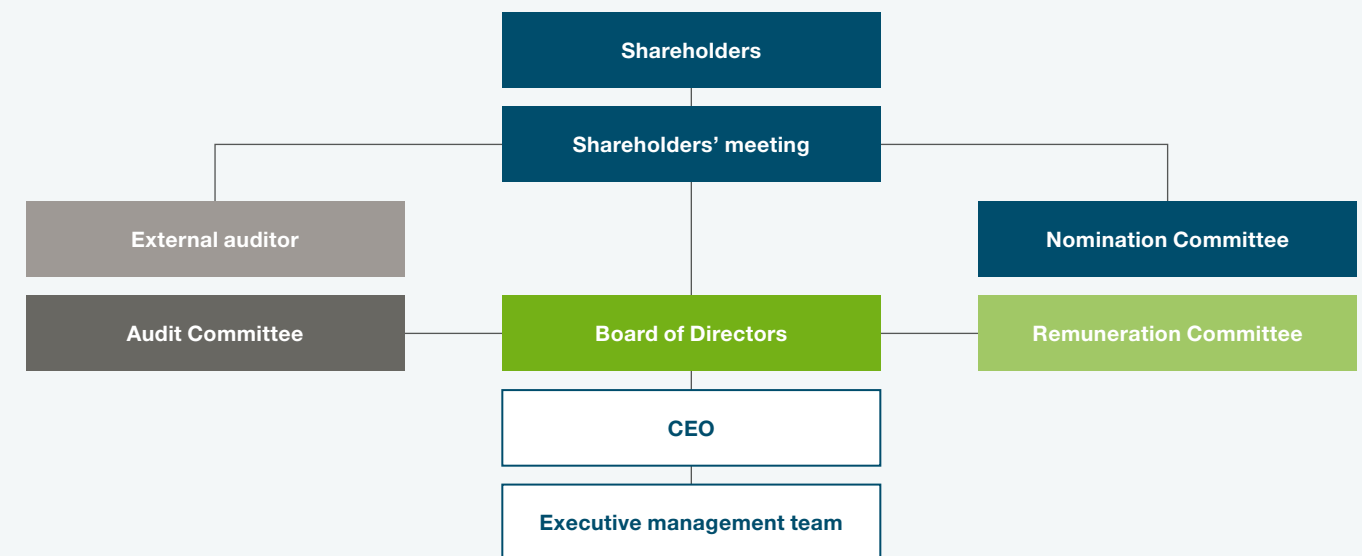 Shareholders
Shareholders’ meeting
External auditor
Nomination Committee
Audit Committee
Board of Directors
Remuneration Committee
CEO
Executive management team